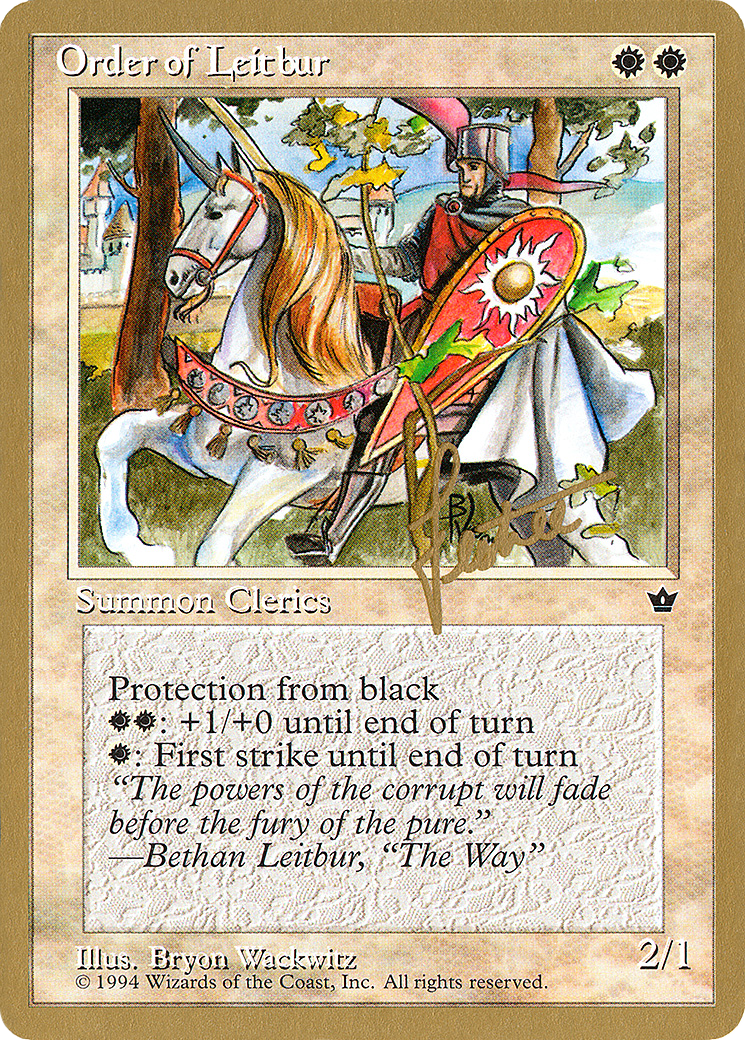 Order of Leitbur
Summon Clerics
Protection from black
: +1/+0 until end of turn
: First strike until end of turn
“The powers of the corrupt will fade
before the fury of the pure.”
—Bethan Leitbur, “The Way”
Illus. Bryon Wackwitz
2/1
© 1994 Wizards of the Coast, Inc. All rights reserved.